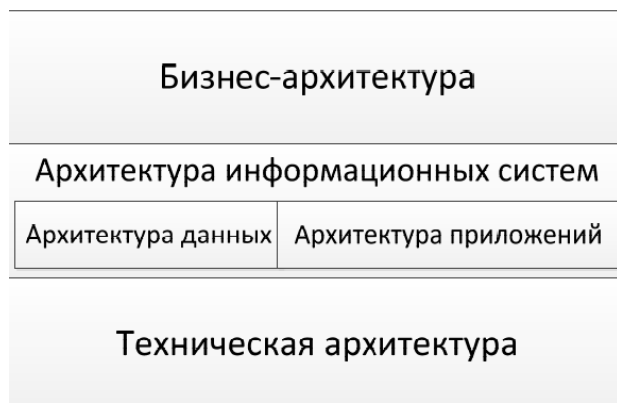 Бизнес-архитектура
Архитектура информационных систем
Архитектура данных
Архитектура приложений
Техническая архитектура